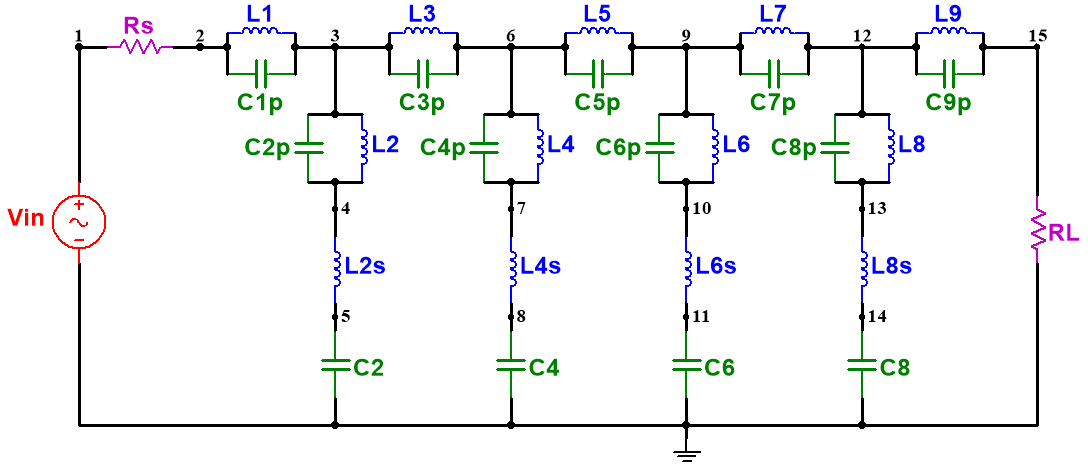 Rs L1 L3 L5 L7 L9
1 2 3 6 9 12 15
C1p C3p C5p C7p C9p
C2p L2 C4p L4 C6p L6 C8p L8
4 7 10 13
Vin + − RL
L2s L4s L6s L8s
5 8 11 14
C2 C4 C6 C8